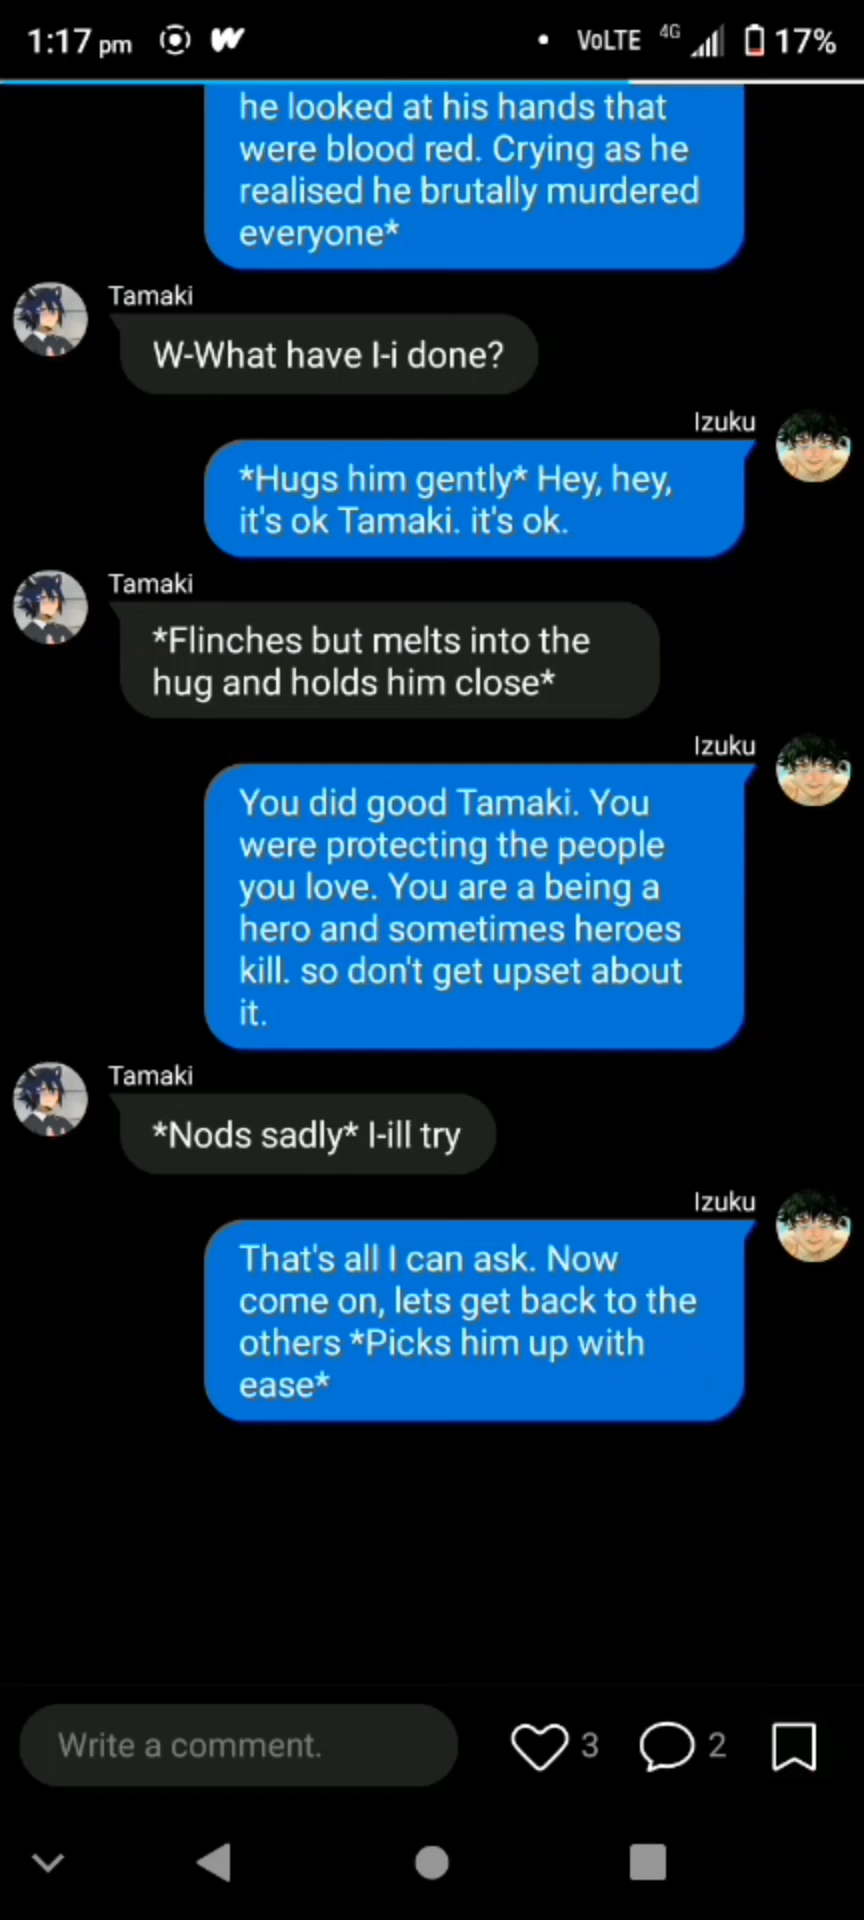 1:17 pm VoLTE 4G 17%
he looked at his hands that
were blood red. Crying as he
realised he brutally murdered
everyone*
Tamaki
W-What have I-i done?
Izuku
*Hugs him gently* Hey, hey,
it's ok Tamaki. it's ok.
Tamaki
*Flinches but melts into the
hug and holds him close*
Izuku
You did good Tamaki. You
were protecting the people
you love. You are a being a
hero and sometimes heroes
kill. so don't get upset about
it.
Tamaki
*Nods sadly* I-ill try
Izuku
That's all I can ask. Now
come on, lets get back to the
others *Picks him up with
ease*
Write a comment. 3 2